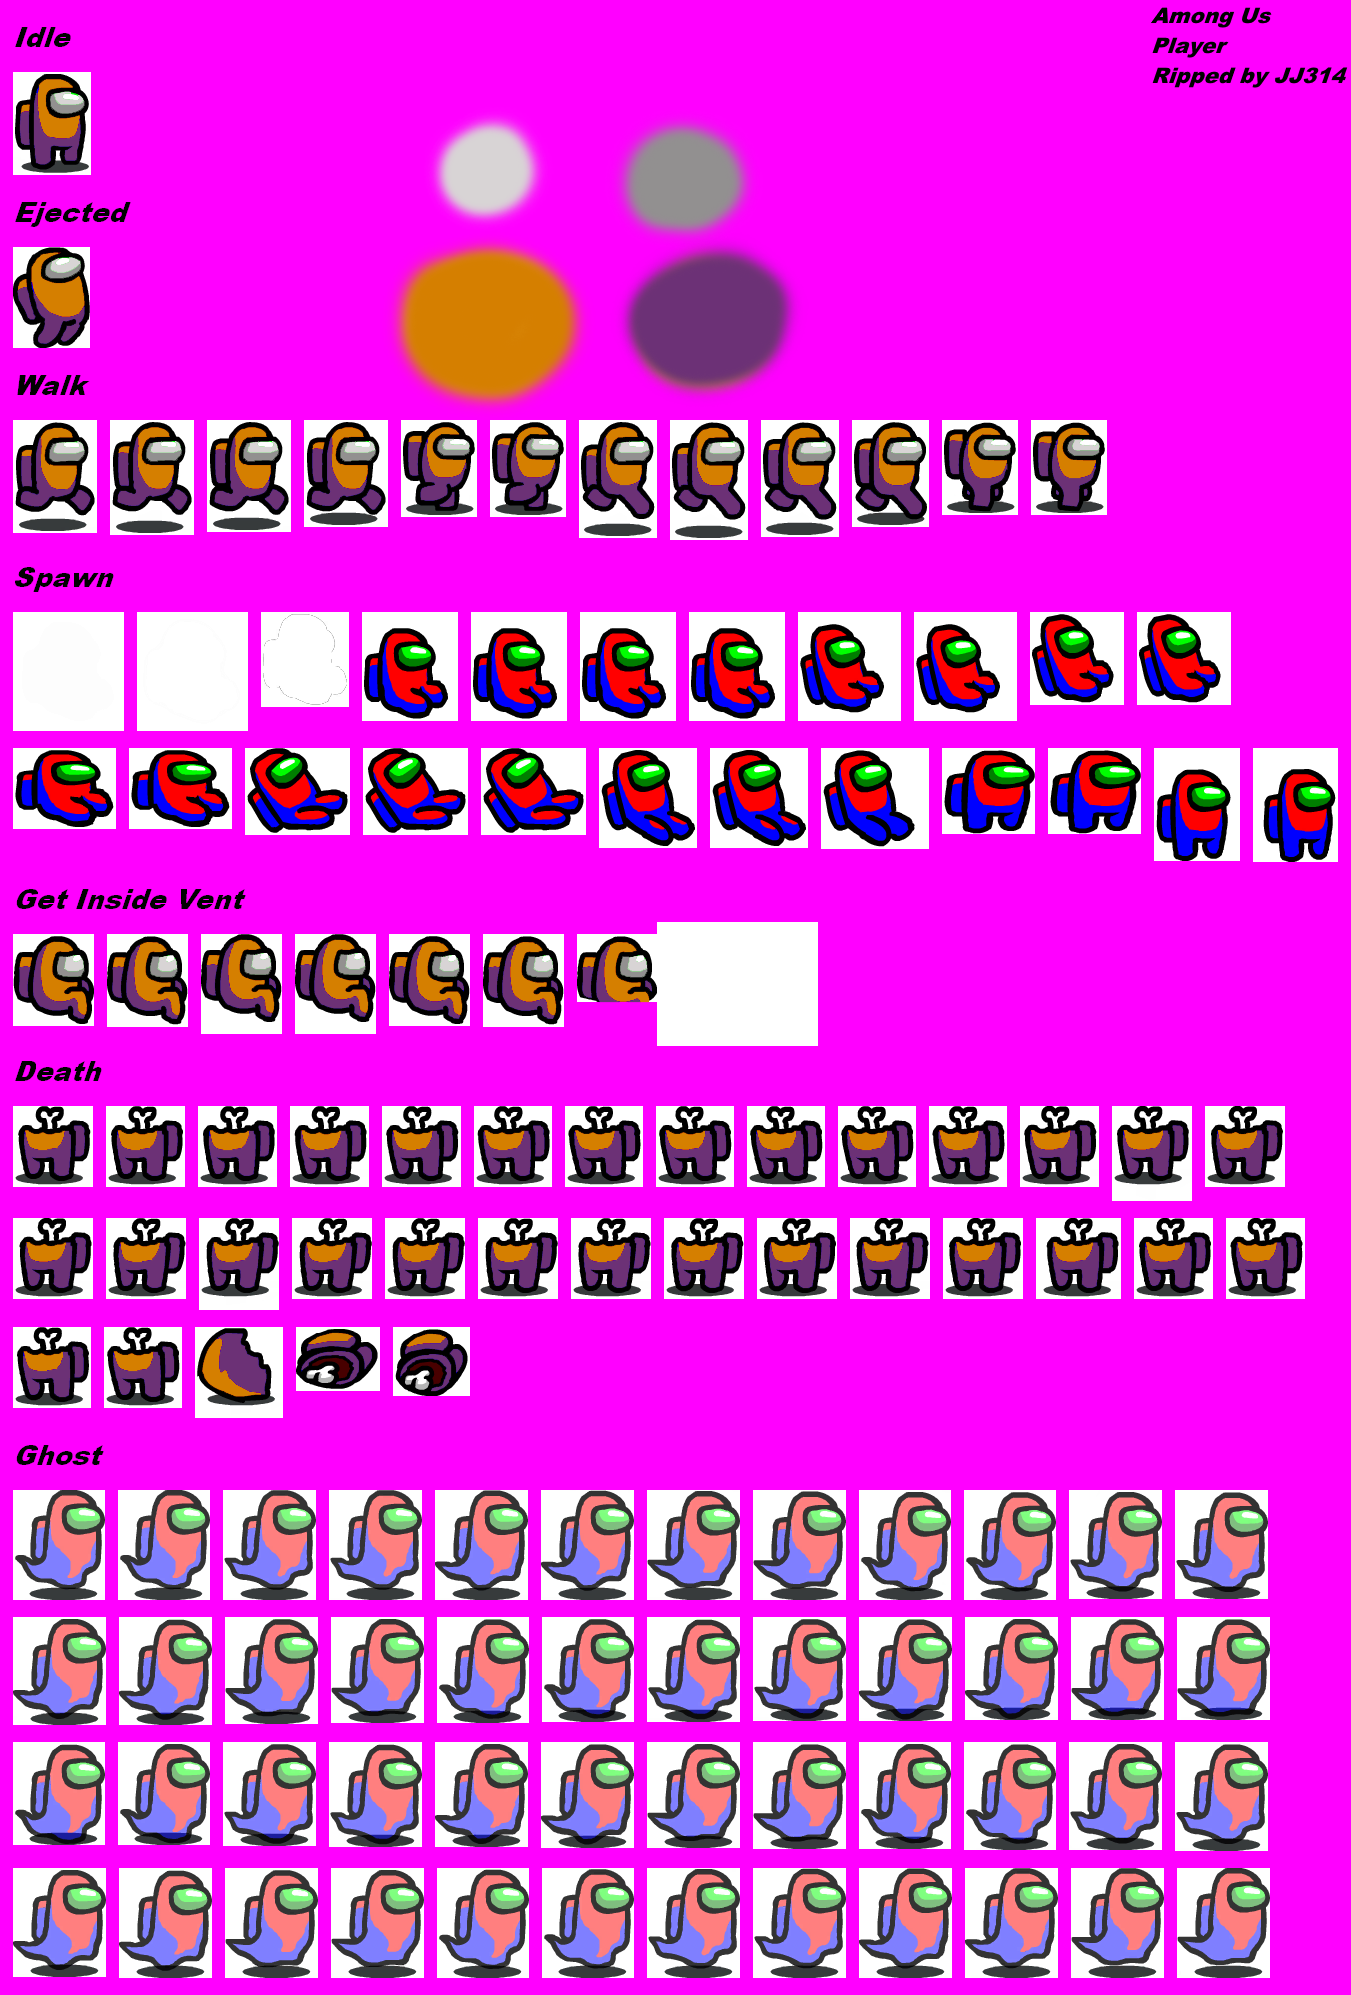 Among Us
Player
Ripped by JJ314
Idle
Ejected
Walk
Spawn
Get Inside Vent
Death
Ghost